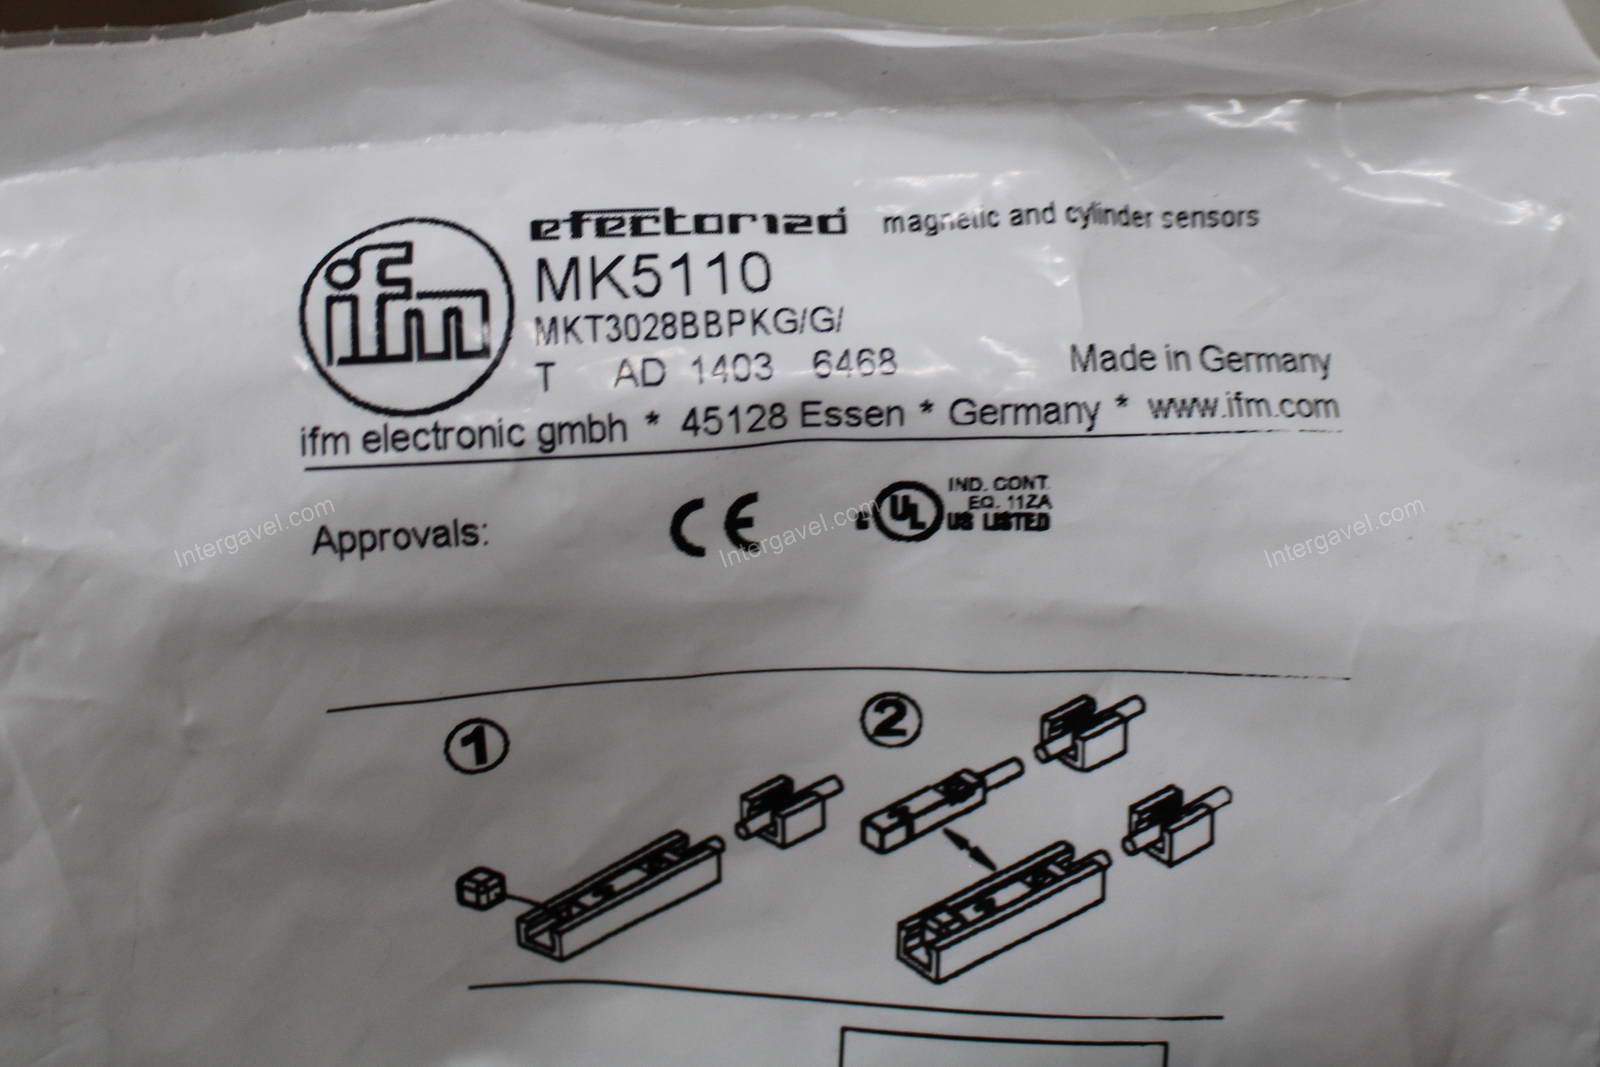 ifm
efector120 magnetic and cylinder sensors
MK5110
MKT3028BBPKG/G/
T AD 1403 6468 Made in Germany
ifm electronic gmbh * 45128 Essen * Germany * www.ifm.com
Approvals:
CE
c UL US LISTED
IND. CONT.
EQ. 11ZA
1
2
Intergavel.com
Intergavel.com
Intergavel.com